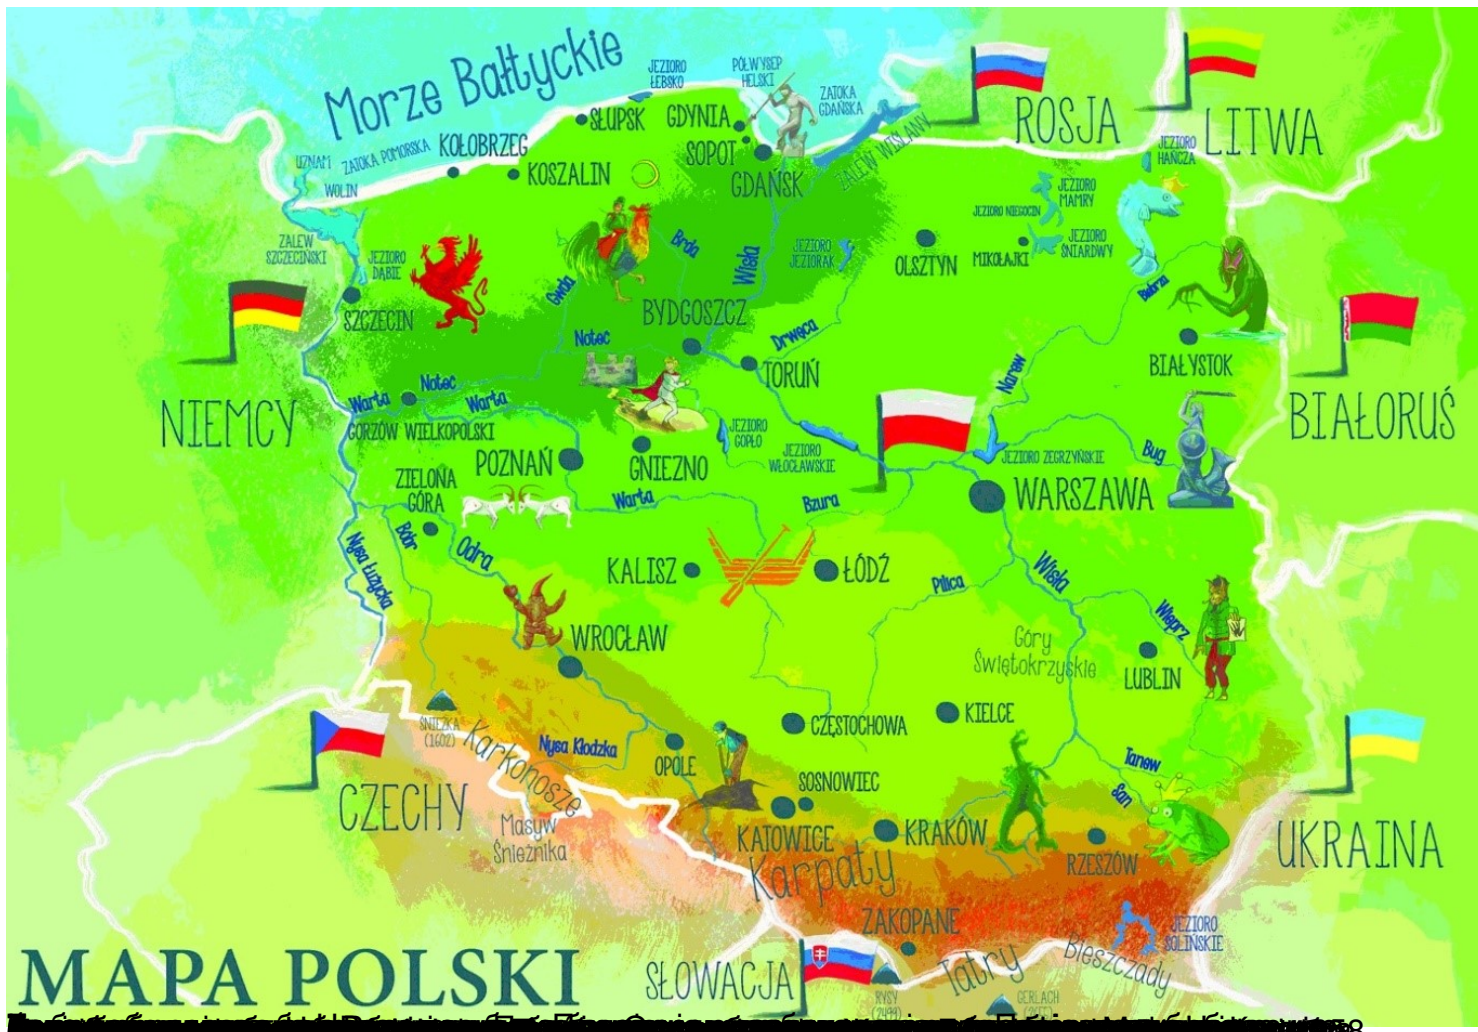 Morze Bałtyckie
JEZIORO
ŁEBSKO
PÓŁWYSEP
HELSKI
ZATOKA
GDAŃSKA
ROSJA
LITWA
SŁUPSK
GDYNIA
SOPOT
GDAŃSK
ZALEW WIŚLANY
UZNAM
ZATOKA POMORSKA
KOŁOBRZEG
KOSZALIN
WOLIN
JEZIORO
HAŃCZA
JEZIORO
MAMRY
JEZIORO NIEGOCIN
JEZIORO
ŚNIARDWY
MIKOŁAJKI
OLSZTYN
ZALEW
SZCZECIŃSKI
JEZIORO
DĄBIE
SZCZECIN
Brda
Wisła
JEZIORO
JEZIORAK
Gwda
BYDGOSZCZ
Biebrza
Noteć
Drwęca
TORUŃ
BIAŁYSTOK
Narew
NIEMCY
Warta
Noteć
Warta
GORZÓW WIELKOPOLSKI
BIAŁORUŚ
POZNAŃ
GNIEZNO
JEZIORO
GOPŁO
JEZIORO
WŁOCŁAWSKIE
JEZIORO ZEGRZYŃSKIE
Bug
ZIELONA
GÓRA
Warta
Bzura
WARSZAWA
Nysa Łużycka
Bóbr
Odra
KALISZ
ŁÓDŹ
Pilica
Wisła
Wieprz
WROCŁAW
Góry
Świętokrzyskie
LUBLIN
ŚNIEŻKA
(1602)
Karkonosze
Nysa Kłodzka
CZĘSTOCHOWA
KIELCE
OPOLE
SOSNOWIEC
Tanew
San
CZECHY
Masyw
Śnieżnika
KATOWICE
KRAKÓW
RZESZÓW
UKRAINA
Karpaty
ZAKOPANE
JEZIORO
SOLIŃSKIE
MAPA POLSKI
SŁOWACJA
RYSY
(2499)
Tatry
Bieszczady
GERLACH
(2655)